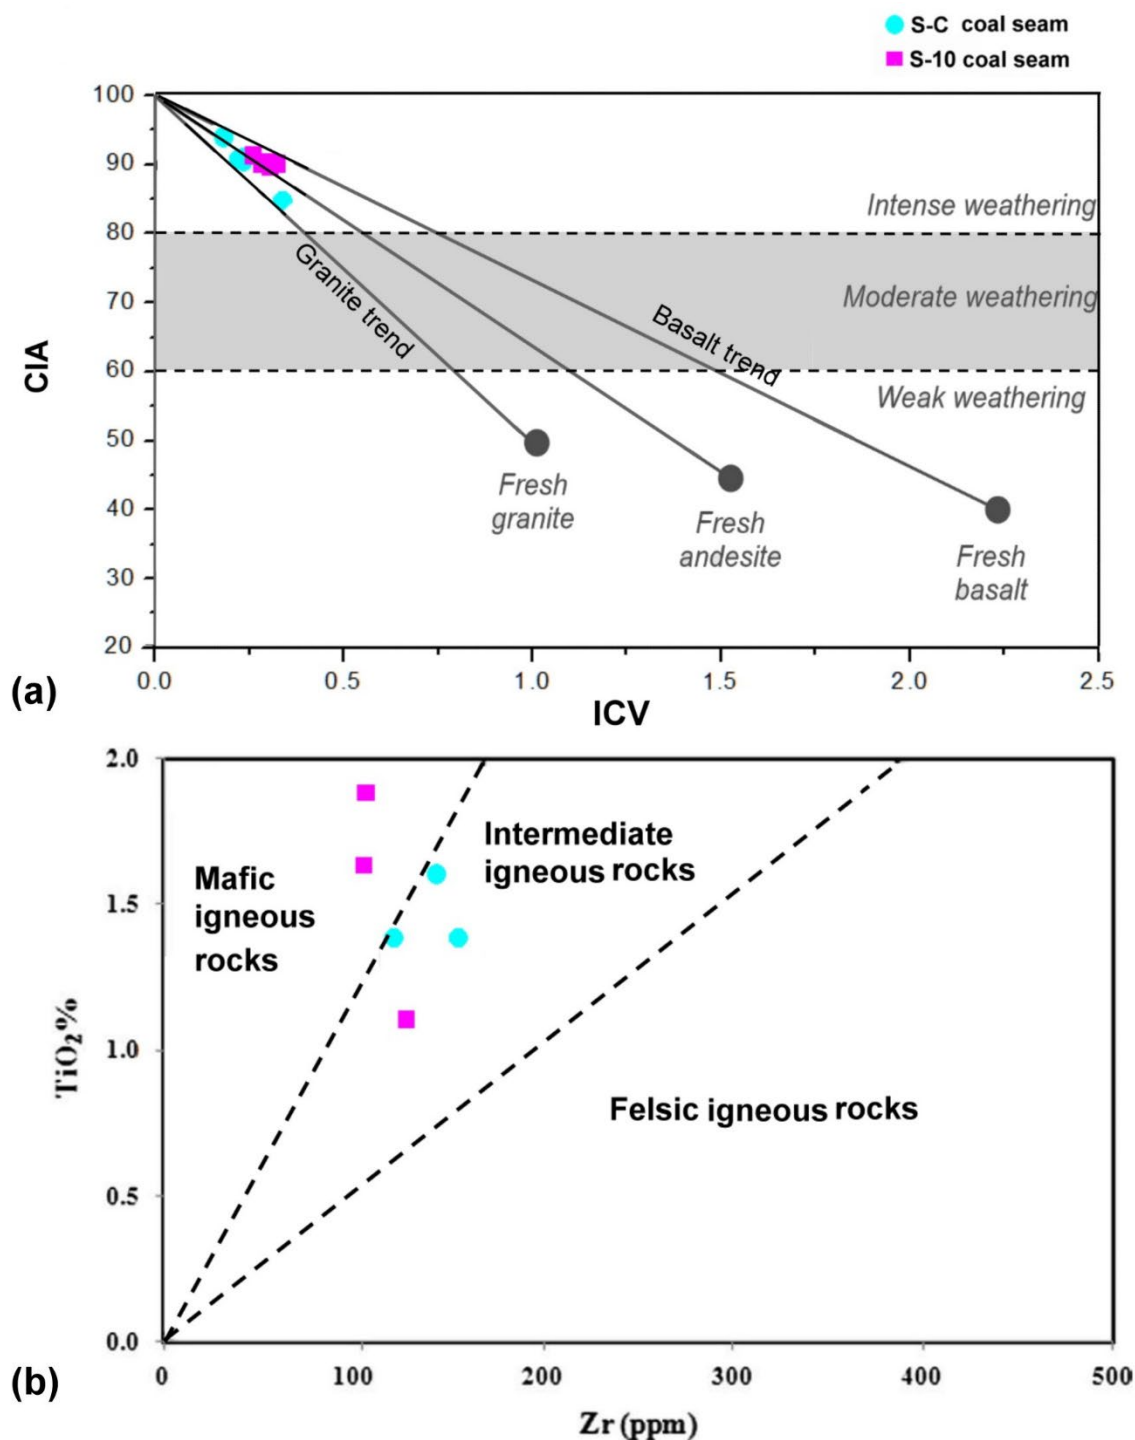 S-C coal seam
S-10 coal seam
100
90
80
70
60
50
40
30
20
CIA
Intense weathering
Moderate weathering
Weak weathering
Granite trend
Basalt trend
Fresh
granite
Fresh
andesite
Fresh
basalt
0.0 0.5 1.0 1.5 2.0 2.5
ICV
(a)
2.0
1.5
1.0
0.5
0.0
TiO₂%
Mafic
igneous
rocks
Intermediate
igneous rocks
Felsic igneous rocks
0 100 200 300 400 500
Zr (ppm)
(b)